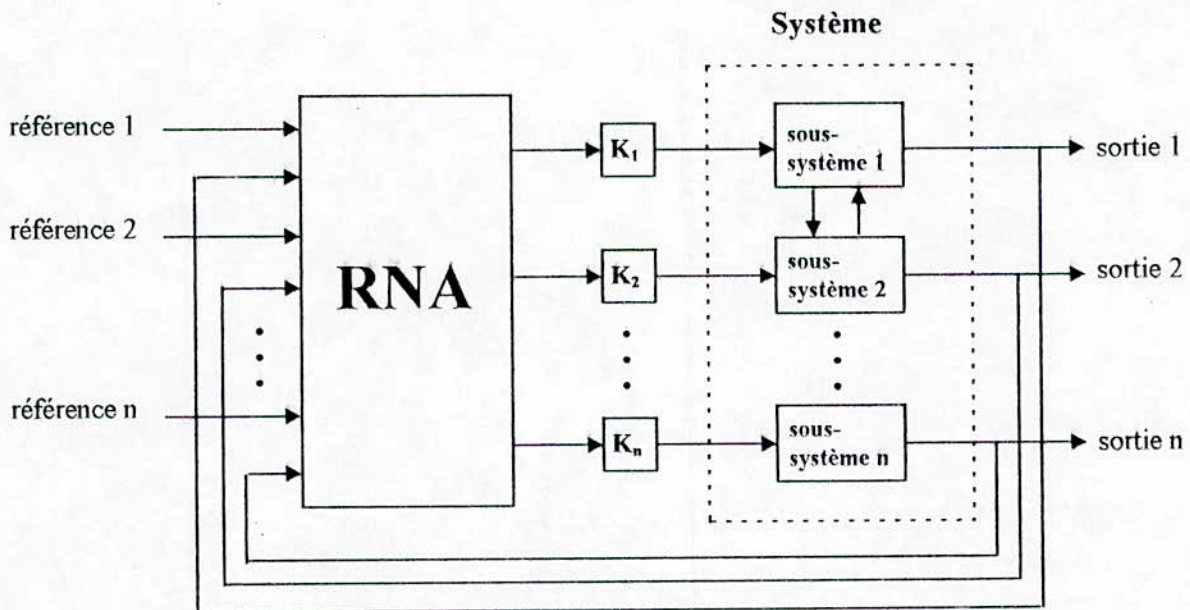 Système
référence 1
K₁
sous-
système 1
sortie 1
référence 2
RNA
K₂
sous-
système 2
sortie 2
référence n
Kₙ
sous-
système n
sortie n